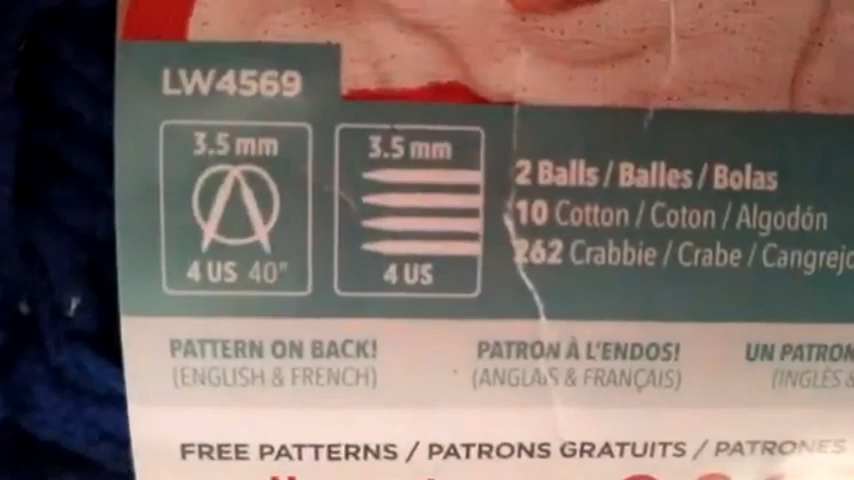 LW4569
3.5 mm
4 US 40"
3.5 mm
4 US
2 Balls / Balles / Bolas
10 Cotton / Coton / Algodón
262 Crabbie / Crabe / Cangrejo
PATTERN ON BACK!
(ENGLISH & FRENCH)
PATRON À L'ENDOS!
(ANGLAIS & FRANÇAIS)
UN PATRON
(INGLÈS &
FREE PATTERNS / PATRONS GRATUITS / PATRONES